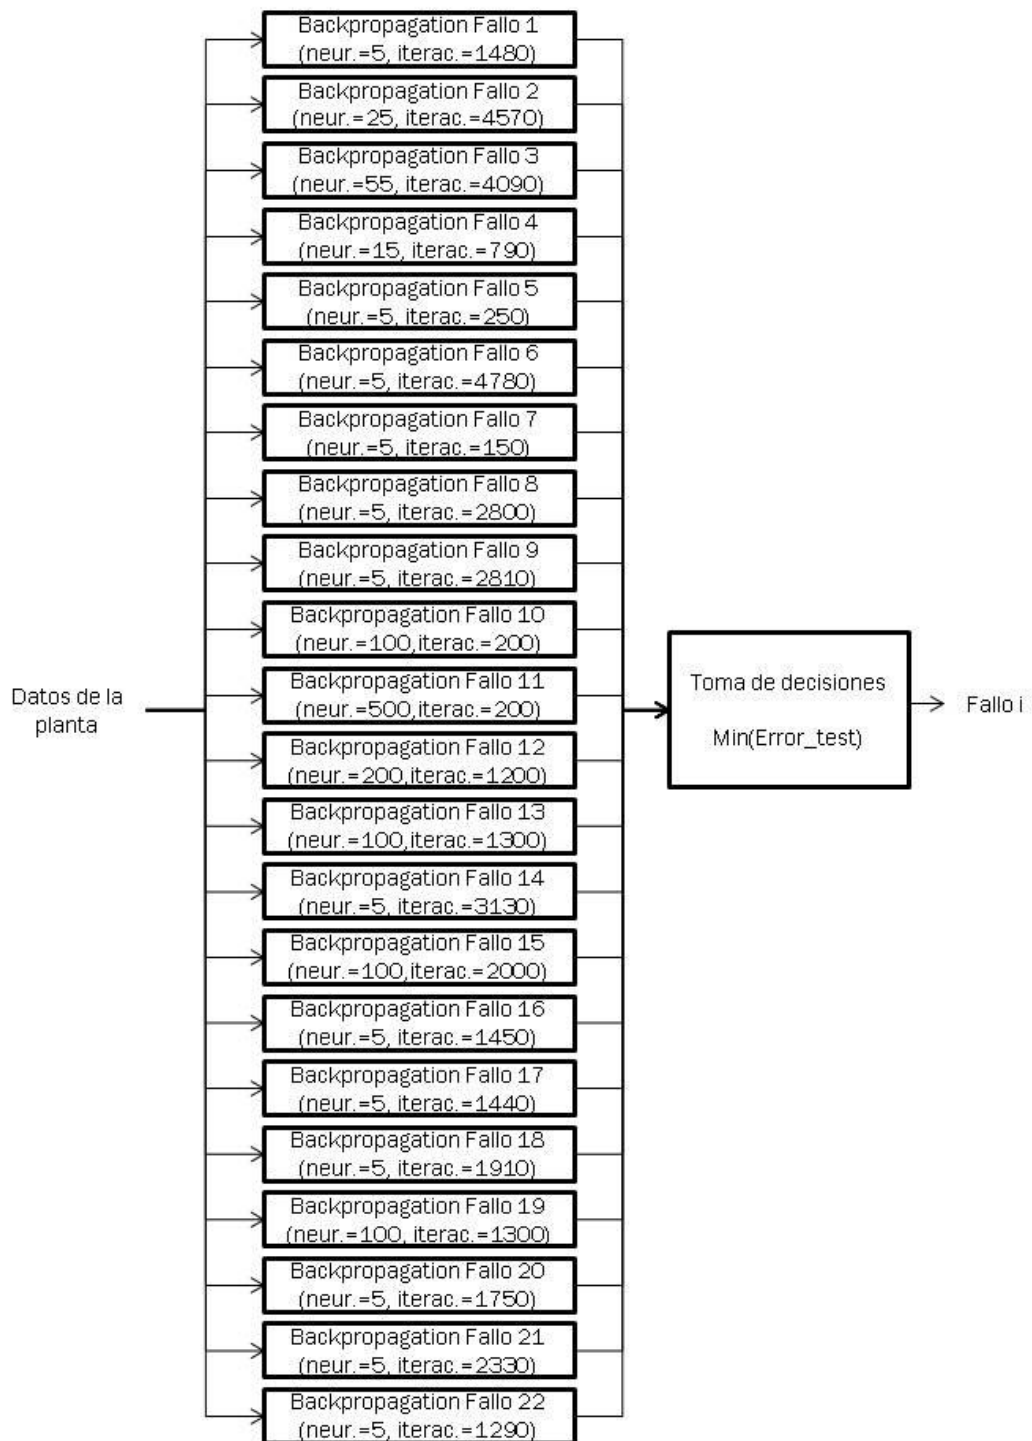 Backpropagation Fallo 1
(neur.=5, iterac.=1480)
Backpropagation Fallo 2
(neur.=25, iterac.=4570)
Backpropagation Fallo 3
(neur.=55, iterac.=4090)
Backpropagation Fallo 4
(neur.=15, iterac.=790)
Backpropagation Fallo 5
(neur.=5, iterac.=250)
Backpropagation Fallo 6
(neur.=5, iterac.=4780)
Backpropagation Fallo 7
(neur.=5, iterac.=150)
Backpropagation Fallo 8
(neur.=5, iterac.=2800)
Backpropagation Fallo 9
(neur.=5, iterac.=2810)
Backpropagation Fallo 10
(neur.=100,iterac.=200)
Backpropagation Fallo 11
(neur.=500,iterac.=200)
Backpropagation Fallo 12
(neur.=200,iterac.=1200)
Backpropagation Fallo 13
(neur.=100,iterac.=1300)
Backpropagation Fallo 14
(neur.=5, iterac.=3130)
Backpropagation Fallo 15
(neur.=100,iterac.=2000)
Backpropagation Fallo 16
(neur.=5, iterac.=1450)
Backpropagation Fallo 17
(neur.=5, iterac.=1440)
Backpropagation Fallo 18
(neur.=5, iterac.=1910)
Backpropagation Fallo 19
(neur.=100, iterac.=1300)
Backpropagation Fallo 20
(neur.=5, iterac.=1750)
Backpropagation Fallo 21
(neur.=5, iterac.=2330)
Backpropagation Fallo 22
(neur.=5, iterac.=1290)
Datos de la
planta
Toma de decisiones
Min(Error_test)
Fallo i